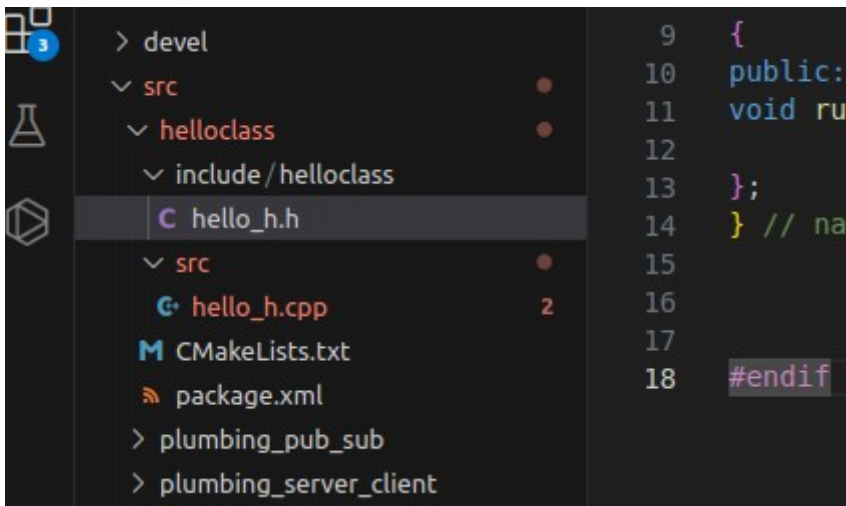 3
> devel
src
helloclass
include/helloclass
C hello_h.h
src
hello_h.cpp 2
M CMakeLists.txt
package.xml
> plumbing_pub_sub
> plumbing_server_client
9 {
10 public:
11 void ru
12
13 };
14 } // na
15
16
17
18 #endif